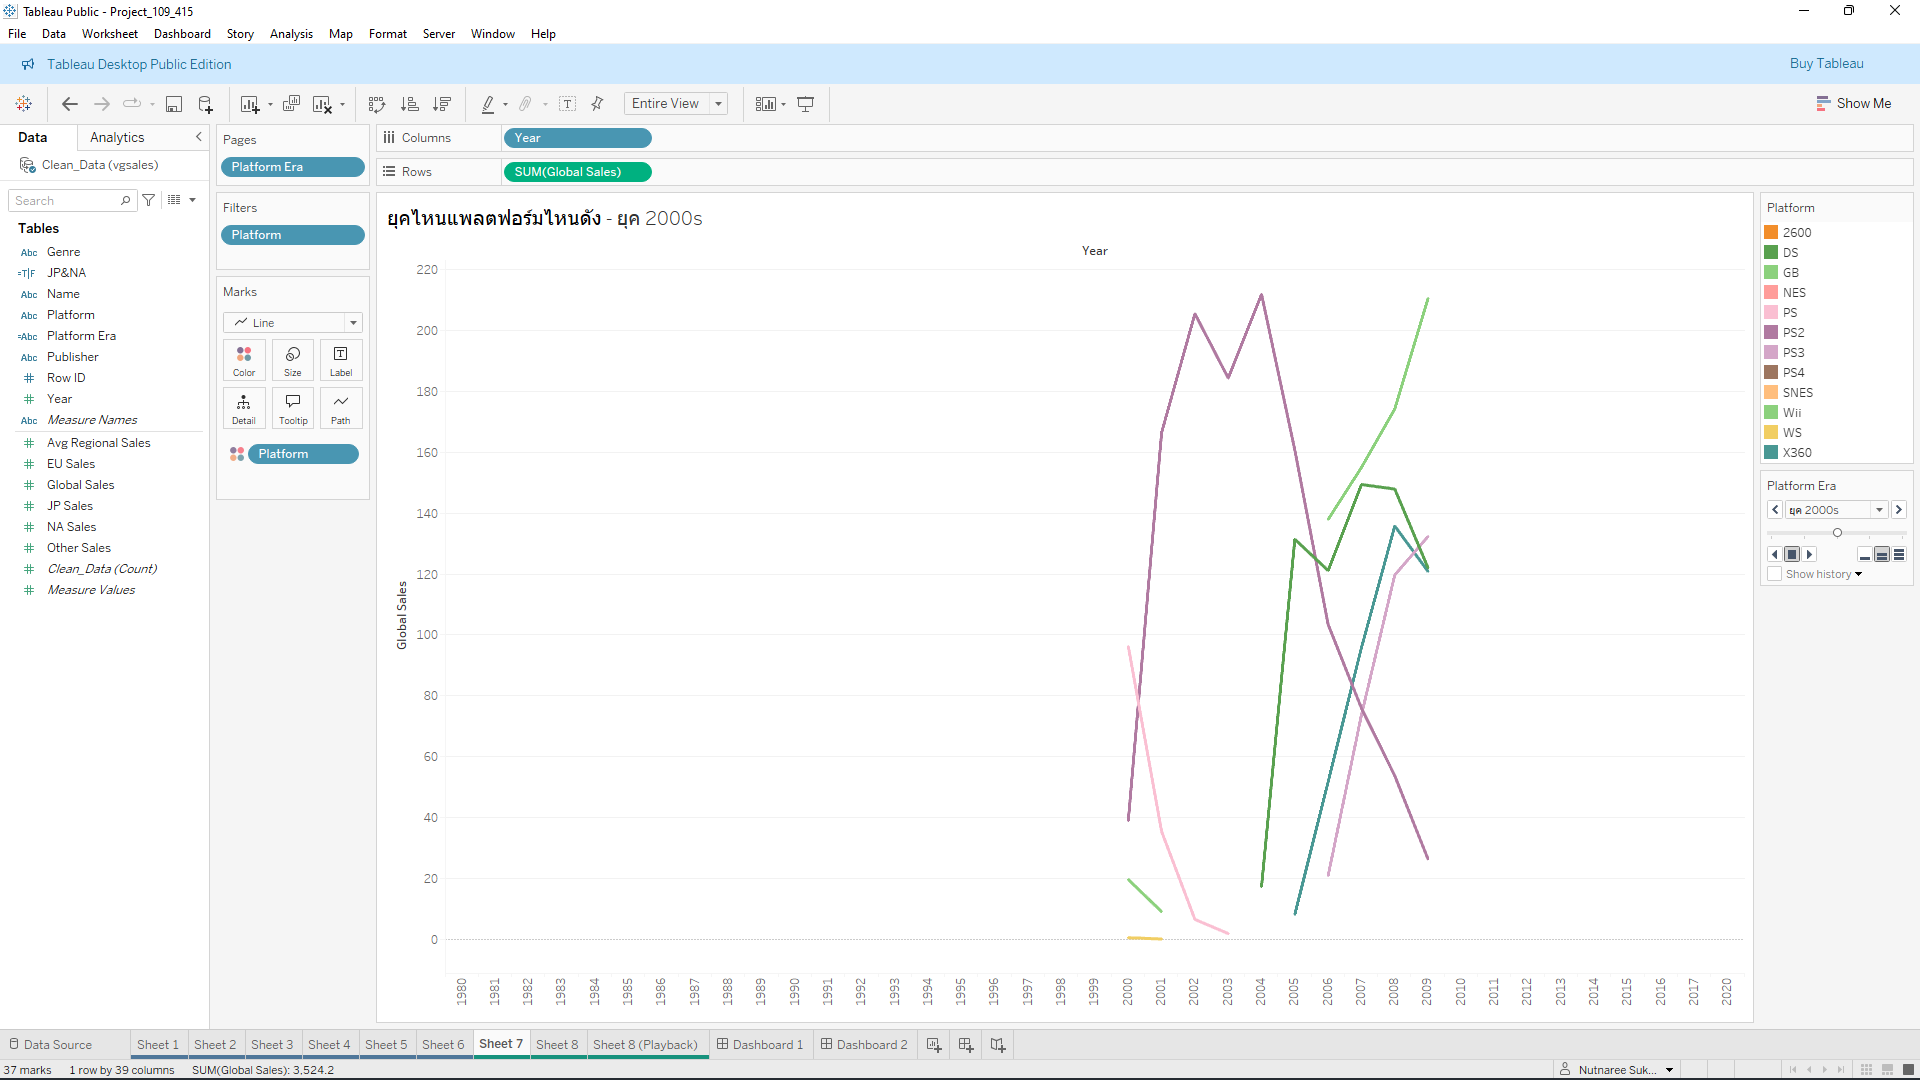 Tableau Public - Project_109_415
File Data Worksheet Dashboard Story Analysis Map Format Server Window Help
Tableau Desktop Public Edition
Buy Tableau
Entire View
Show Me
Data
Analytics
Clean_Data (vgsales)
Search
Tables
Abc Genre
=T|F JP&NA
Abc Name
Abc Platform
=Abc Platform Era
Abc Publisher
# Row ID
# Year
Abc Measure Names
# Avg Regional Sales
# EU Sales
# Global Sales
# JP Sales
# NA Sales
# Other Sales
# Clean_Data (Count)
# Measure Values
Pages
Platform Era
Filters
Platform
Marks
Line
Color Size Label
Detail Tooltip Path
Platform
Columns
Year
Rows
SUM(Global Sales)
ยุคไหนแพลตฟอร์มไหนดัง - ยุค 2000s
Year
Global Sales
220
200
180
160
140
120
100
80
60
40
20
0
1980 1981 1982 1983 1984 1985 1986 1987 1988 1989 1990 1991 1992 1993 1994 1995 1996 1997 1998 1999 2000 2001 2002 2003 2004 2005 2006 2007 2008 2009 2010 2011 2012 2013 2014 2015 2016 2017 2020
Platform
2600
DS
GB
NES
PS
PS2
PS3
PS4
SNES
Wii
WS
X360
Platform Era
ยุค 2000s
Show history
Data Source
Sheet 1
Sheet 2
Sheet 3
Sheet 4
Sheet 5
Sheet 6
Sheet 7
Sheet 8
Sheet 8 (Playback)
Dashboard 1
Dashboard 2
37 marks
1 row by 39 columns
SUM(Global Sales): 3,524.2
Nutnaree Suk...